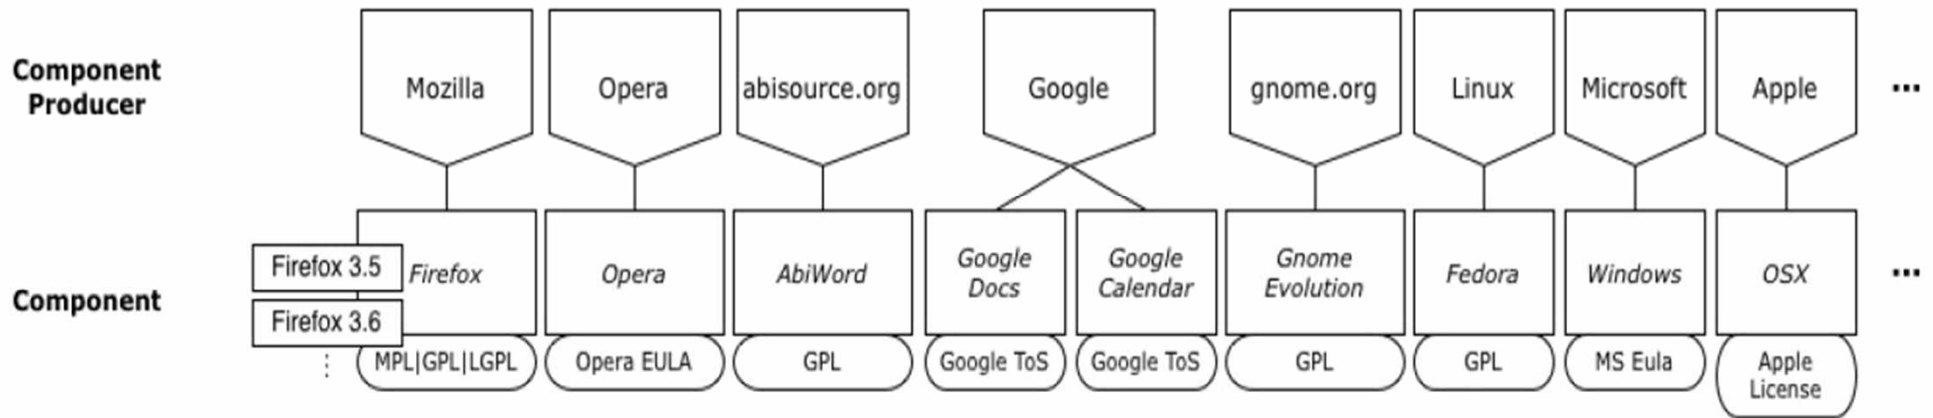 Component
Producer
Mozilla
Opera
abisource.org
Google
gnome.org
Linux
Microsoft
Apple
...
Component
Firefox 3.5
Firefox 3.6
Firefox
Opera
AbiWord
Google
Docs
Google
Calendar
Gnome
Evolution
Fedora
Windows
OSX
...
MPL|GPL|LGPL
Opera EULA
GPL
Google ToS
Google ToS
GPL
GPL
MS Eula
Apple
License